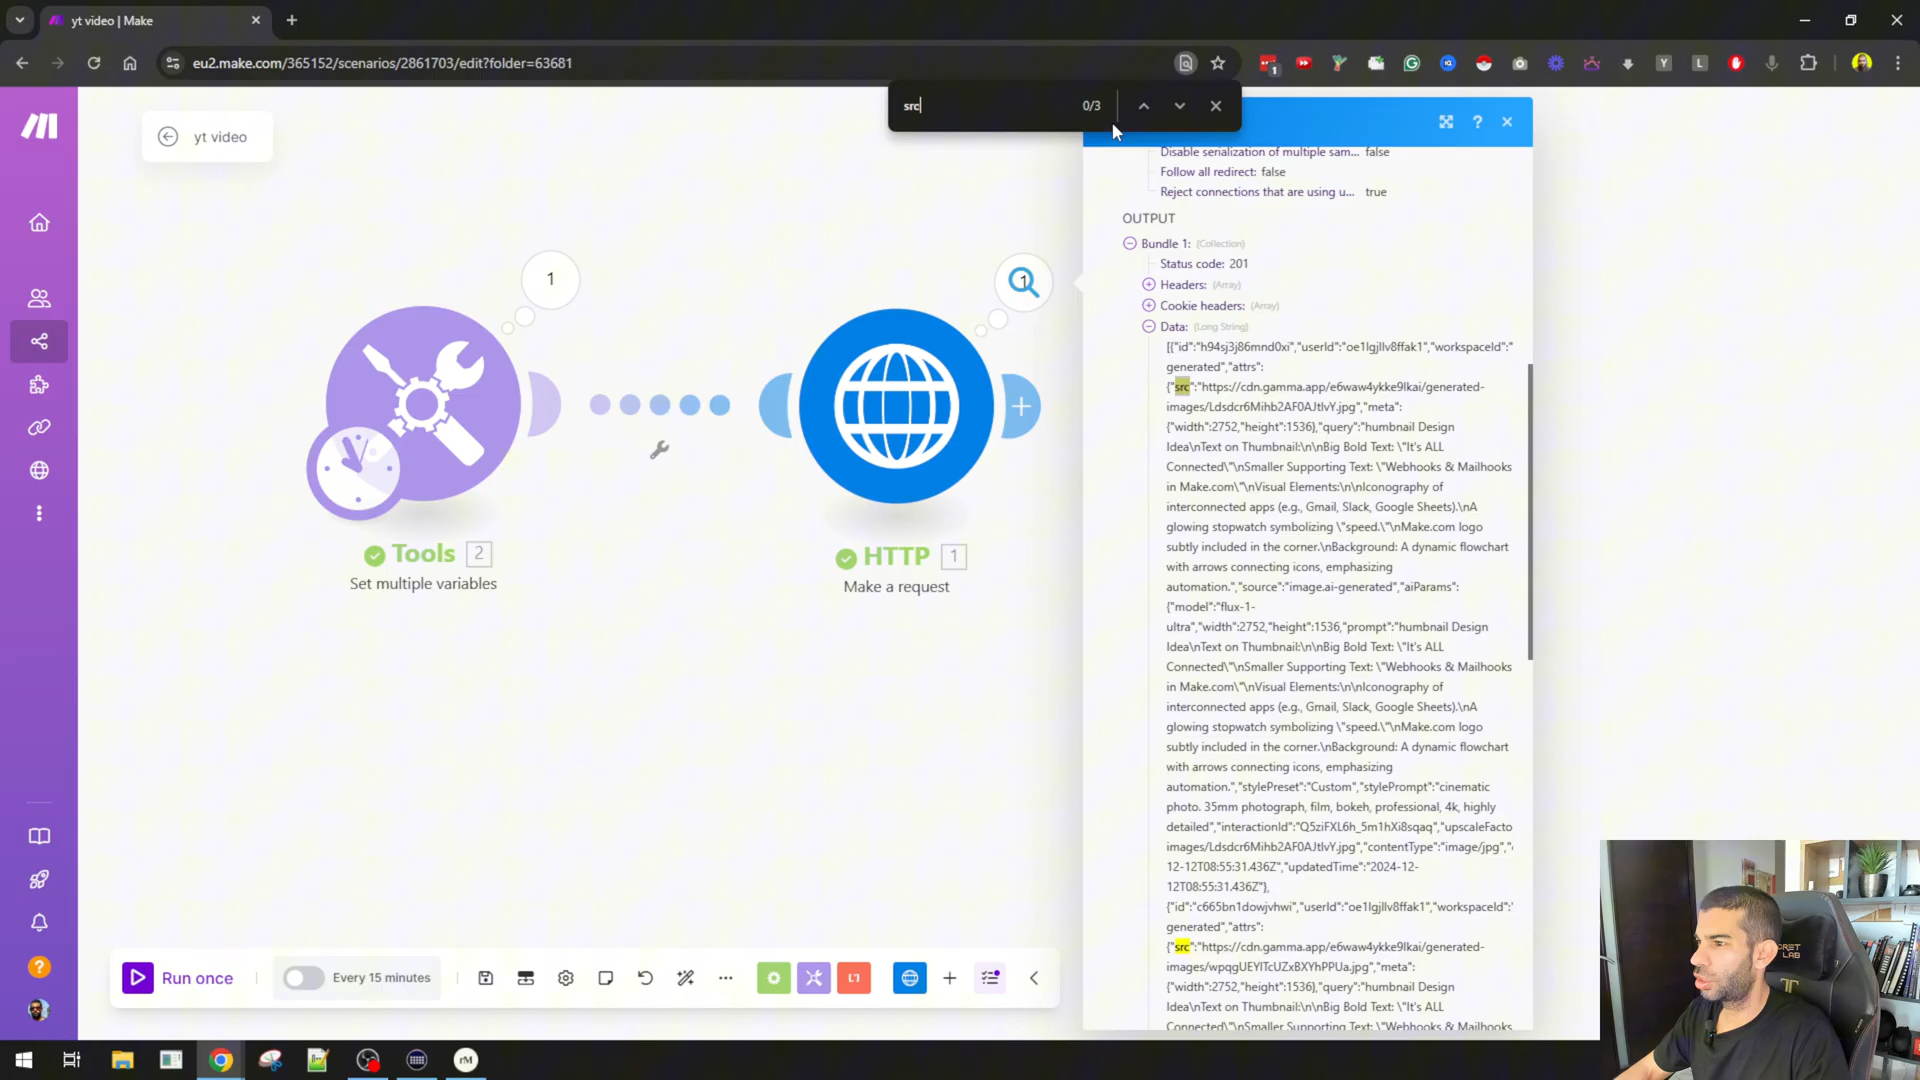 yt video | Make
eu2.make.com/365152/scenarios/2861703/edit?folder=63681
src
0/3
yt video
Disable serialization of multiple sam... false
Follow all redirect: false
Reject connections that are using u... true
OUTPUT
Bundle 1: (Collection)
Status code: 201
Headers: (Array)
Cookie headers: (Array)
Data: (Long String)
[{"id":"h94sj3j86mnd0xi","userId":"oe1lgjllv8ffak1","workspaceId":"
generated","attrs":
{"src":"https://cdn.gamma.app/e6waw4ykke9lkai/generated-
images/Ldsdcr6Mihb2AF0AJtlvY.jpg","meta":
{"width":2752,"height":1536},"query":"humbnail Design
Idea\nText on Thumbnail:\n\nBig Bold Text: \"It's ALL
Connected\"\nSmaller Supporting Text: \"Webhooks & Mailhooks
in Make.com\"\nVisual Elements:\n\nIconography of
interconnected apps (e.g., Gmail, Slack, Google Sheets).\nA
glowing stopwatch symbolizing \"speed.\"\nMake.com logo
subtly included in the corner.\nBackground: A dynamic flowchart
with arrows connecting icons, emphasizing
automation.","source":"image.ai-generated","aiParams":
{"model":"flux-1-
ultra","width":2752,"height":1536,"prompt":"humbnail Design
Idea\nText on Thumbnail:\n\nBig Bold Text: \"It's ALL
Connected\"\nSmaller Supporting Text: \"Webhooks & Mailhooks
in Make.com\"\nVisual Elements:\n\nIconography of
interconnected apps (e.g., Gmail, Slack, Google Sheets).\nA
glowing stopwatch symbolizing \"speed.\"\nMake.com logo
subtly included in the corner.\nBackground: A dynamic flowchart
with arrows connecting icons, emphasizing
automation.","stylePreset":"Custom","stylePrompt":"cinematic
photo. 35mm photograph, film, bokeh, professional, 4k, highly
detailed","interactionId":"Q5ziFXL6h_5m1hXi8sqaq","upscaleFacto
images/Ldsdcr6Mihb2AF0AJtlvY.jpg","contentType":"image/jpg","
12-12T08:55:31.436Z","updatedTime":"2024-12-
12T08:55:31.436Z"},
{"id":"c665bn1dowjvhwi","userId":"oe1lgjllv8ffak1","workspaceId":"
generated","attrs":
{"src":"https://cdn.gamma.app/e6waw4ykke9lkai/generated-
images/wpqgUEYlTcUZxBXYhPPUa.jpg","meta":
{"width":2752,"height":1536},"query":"humbnail Design
Idea\nText on Thumbnail:\n\nBig Bold Text: \"It's ALL
Connected\"\nSmaller Supporting Text: \"Webhooks & Mailhooks
1
1
Tools 2
Set multiple variables
HTTP 1
Make a request
Run once
Every 15 minutes
rM
SECRET
LAB